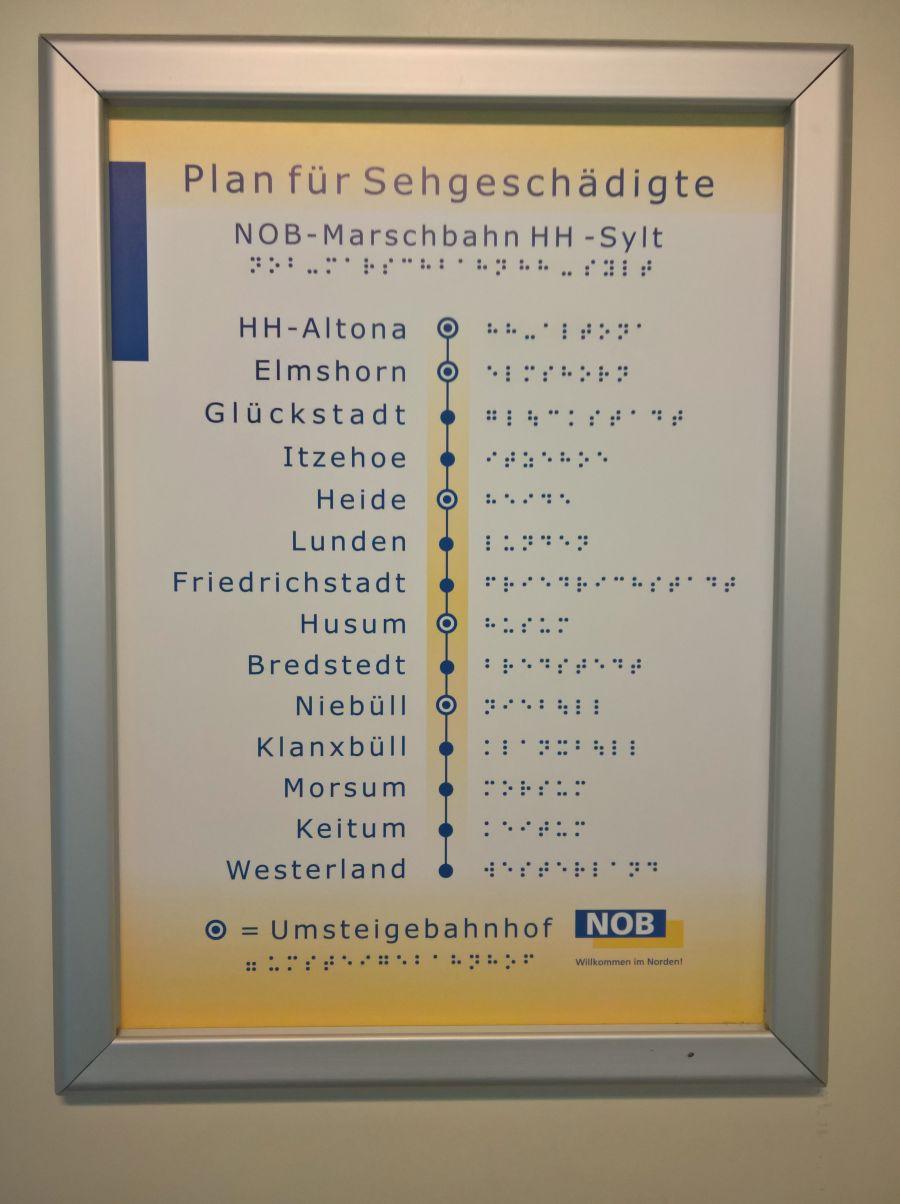 Plan für Sehgeschädigte
NOB-Marschbahn HH -Sylt
⠝⠕⠃⠤⠍⠁⠗⠎⠉⠓⠃⠁⠓⠝ ⠓⠓ ⠤⠎⠽⠇⠞
HH-Altona ⠓⠓⠤⠁⠇⠞⠕⠝⠁
Elmshorn ⠑⠇⠍⠎⠓⠕⠗⠝
Glückstadt ⠛⠇⠳⠉⠅⠎⠞⠁⠙⠞
Itzehoe ⠊⠞⠵⠑⠓⠕⠑
Heide ⠓⠑⠊⠙⠑
Lunden ⠇⠥⠝⠙⠑⠝
Friedrichstadt ⠋⠗⠊⠑⠙⠗⠊⠉⠓⠎⠞⠁⠙⠞
Husum ⠓⠥⠎⠥⠍
Bredstedt ⠃⠗⠑⠙⠎⠞⠑⠙⠞
Niebüll ⠝⠊⠑⠃⠳⠇⠇
Klanxbüll ⠅⠇⠁⠝⠭⠃⠳⠇⠇
Morsum ⠍⠕⠗⠎⠥⠍
Keitum ⠅⠑⠊⠞⠥⠍
Westerland ⠺⠑⠎⠞⠑⠗⠇⠁⠝⠙
= Umsteigebahnhof NOB
⠶ ⠥⠍⠎⠞⠑⠊⠛⠑⠃⠁⠓⠝⠓⠕⠋ Willkommen im Norden!